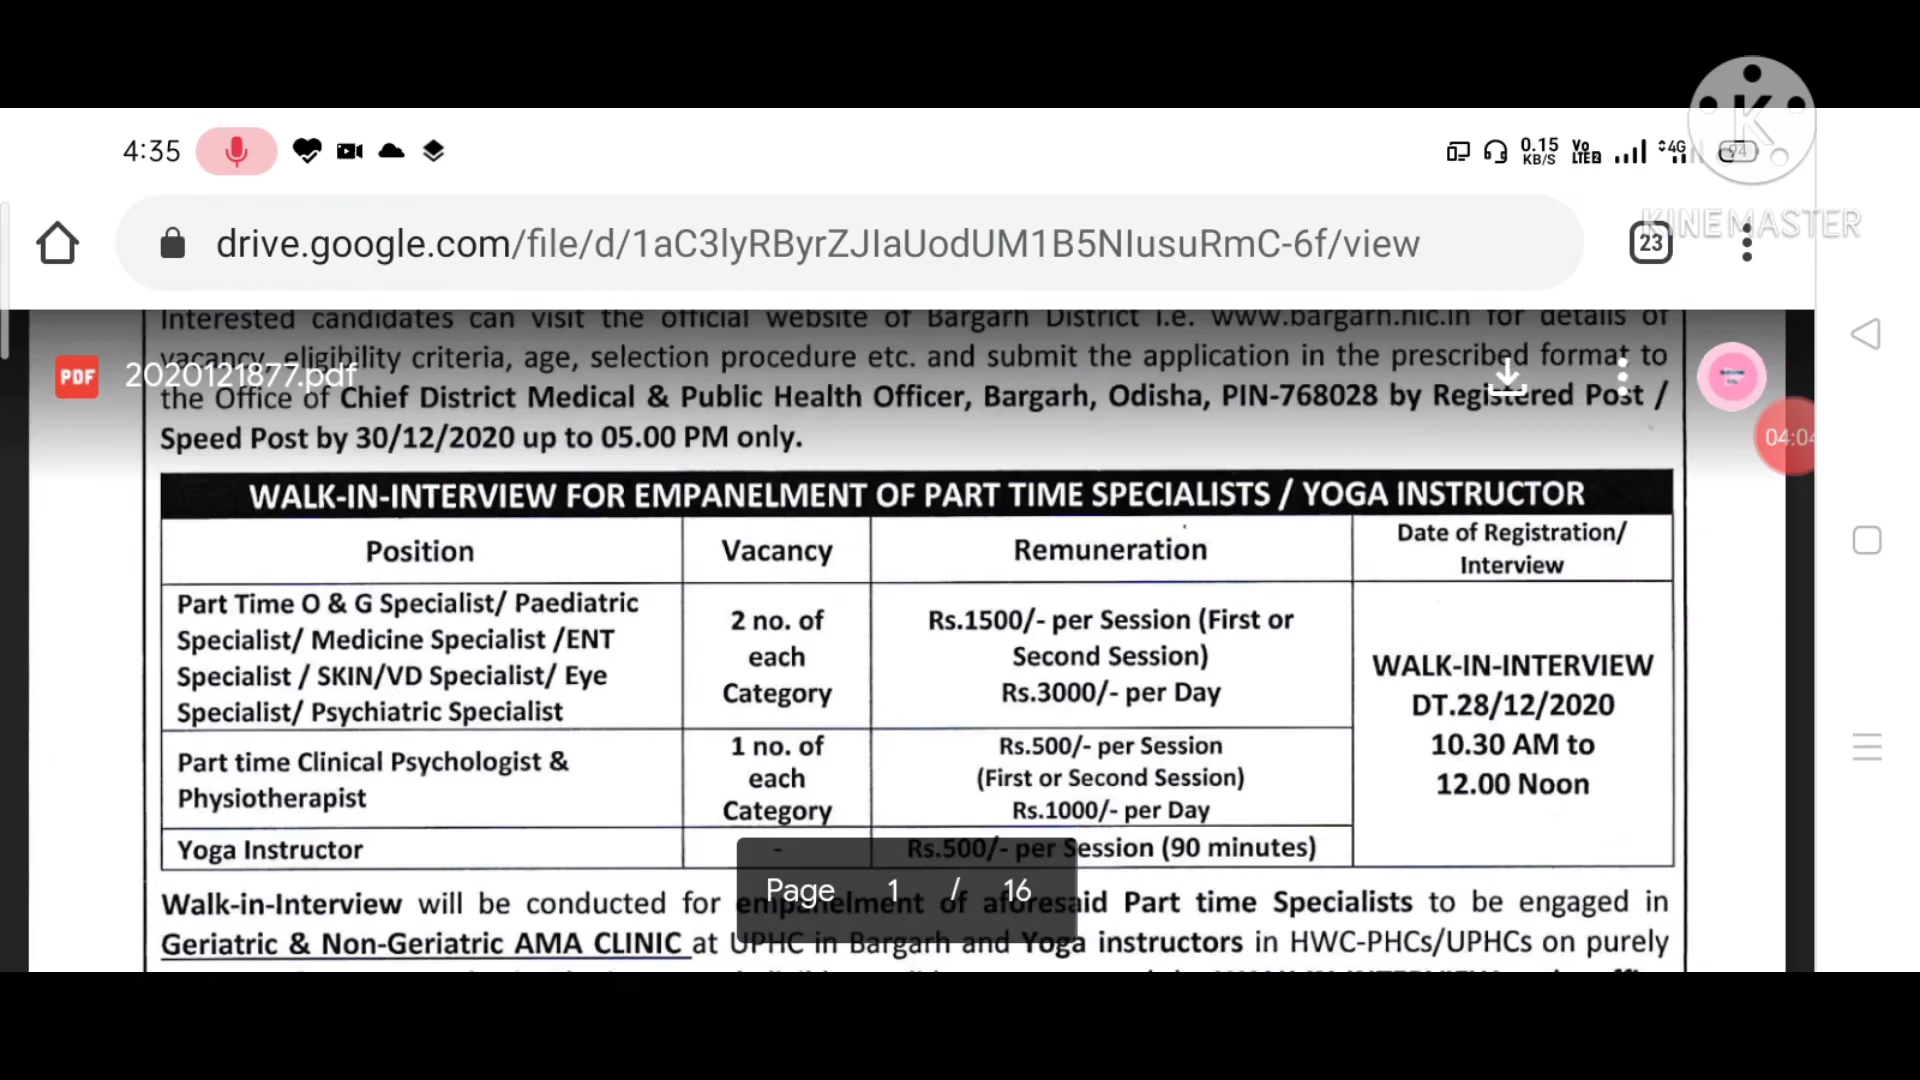 4:35
0.15 KB/S
Vo LTE2
4G
94
KINEMASTER
drive.google.com/file/d/1aC3lyRByrZJIaUodUM1B5NIusuRmC-6f/view
23
Interested candidates can visit the official website of Bargarh District i.e. www.bargarh.nic.in for details of
vacancy, eligibility criteria, age, selection procedure etc. and submit the application in the prescribed format to
PDF
2020121877.pdf
the Office of Chief District Medical & Public Health Officer, Bargarh, Odisha, PIN-768028 by Registered Post /
Speed Post by 30/12/2020 up to 05.00 PM only.
04:04
WALK-IN-INTERVIEW FOR EMPANELMENT OF PART TIME SPECIALISTS / YOGA INSTRUCTOR
Position
Vacancy
Remuneration
Date of Registration/
Interview
Part Time O & G Specialist/ Paediatric
Specialist/ Medicine Specialist /ENT
Specialist / SKIN/VD Specialist/ Eye
Specialist/ Psychiatric Specialist
2 no. of
each
Category
Rs.1500/- per Session (First or
Second Session)
Rs.3000/- per Day
WALK-IN-INTERVIEW
DT.28/12/2020
10.30 AM to
12.00 Noon
Part time Clinical Psychologist &
Physiotherapist
1 no. of
each
Category
Rs.500/- per Session
(First or Second Session)
Rs.1000/- per Day
Yoga Instructor
-
Rs.500/- per Session (90 minutes)
Page 1 / 16
Walk-in-Interview will be conducted for empanelment of aforesaid Part time Specialists to be engaged in
Geriatric & Non-Geriatric AMA CLINIC at UPHC in Bargarh and Yoga instructors in HWC-PHCs/UPHCs on purely